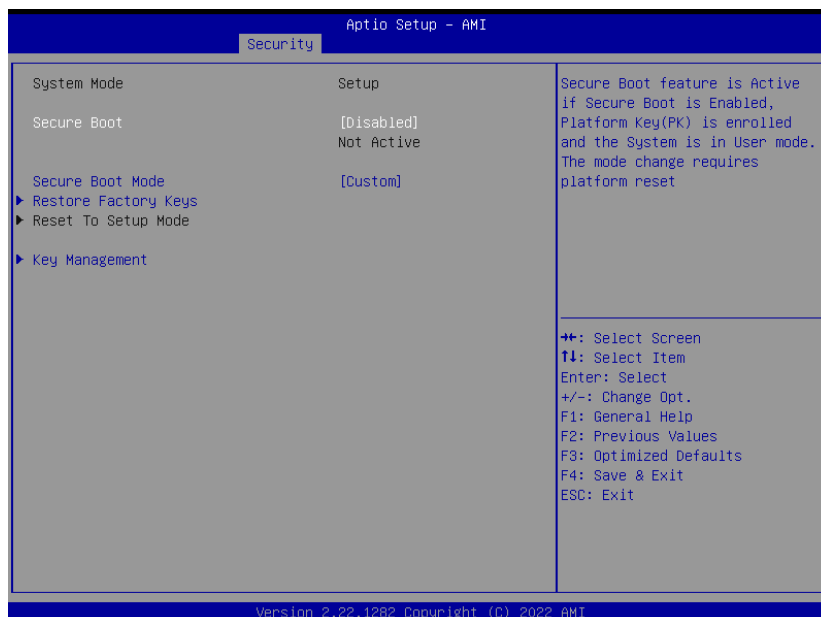 Aptio Setup – AMI
Security
System Mode Setup
Secure Boot [Disabled]
Not Active
Secure Boot Mode [Custom]
Restore Factory Keys
Reset To Setup Mode
Key Management
Secure Boot feature is Active
if Secure Boot is Enabled,
Platform Key(PK) is enrolled
and the System is in User mode.
The mode change requires
platform reset
→←: Select Screen
↑↓: Select Item
Enter: Select
+/-: Change Opt.
F1: General Help
F2: Previous Values
F3: Optimized Defaults
F4: Save & Exit
ESC: Exit
Version 2.22.1282 Copyright (C) 2022 AMI